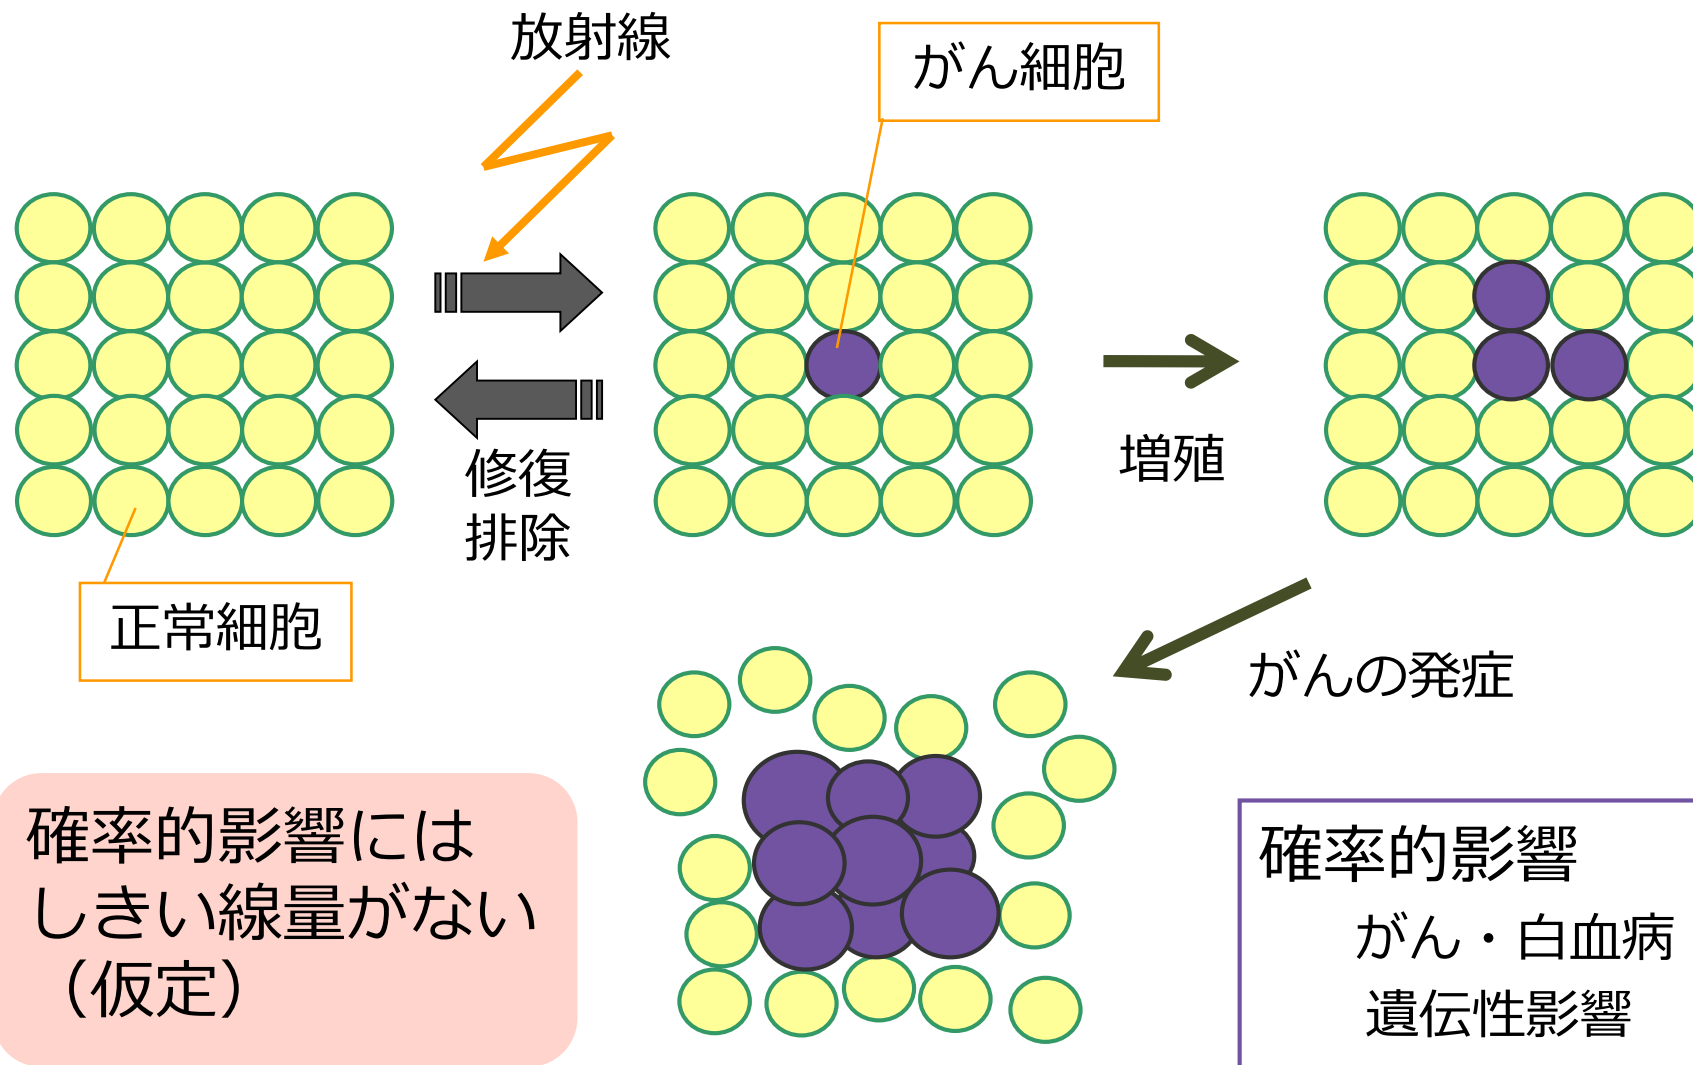 放射線
がん細胞
修復
排除
増殖
正常細胞
がんの発症
確率的影響には
しきい線量がない
（仮定）
確率的影響
がん・白血病
遺伝性影響